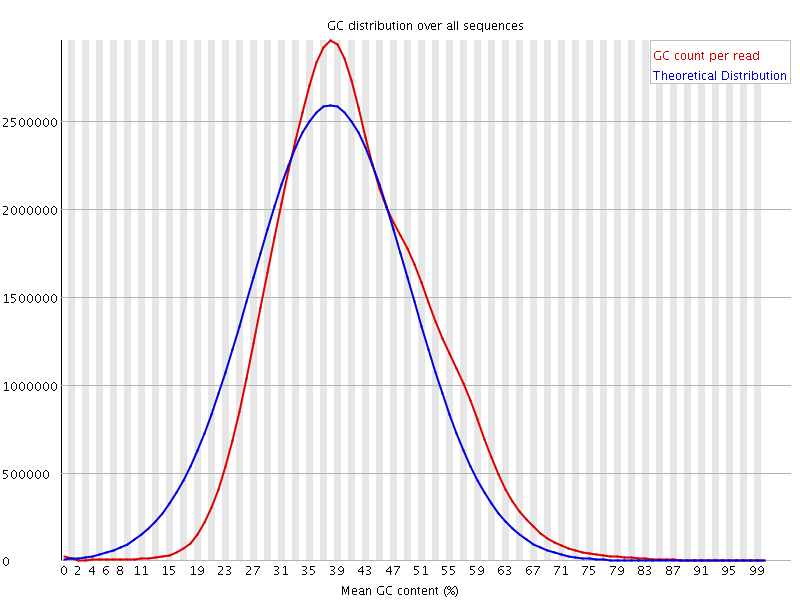 GC distribution over all sequences
GC count per read
Theoretical Distribution
2500000
2000000
1500000
1000000
500000
0
0 2 4 6 8 11 15 19 23 27 31 35 39 43 47 51 55 59 63 67 71 75 79 83 87 91 95 99
Mean GC content (%)